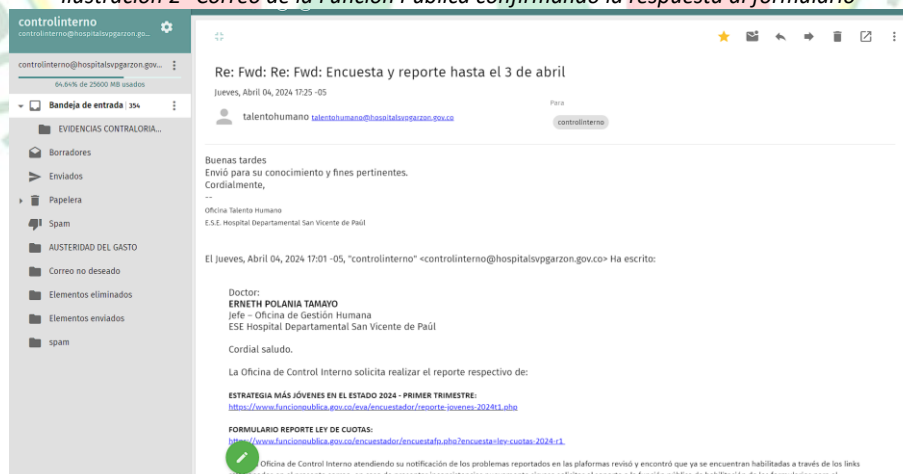 Ilustración 2 Correo de la Función Pública confirmando la respuesta al formulario
controlinterno
controlinterno@hospitalsvpgarzon.go...
controlinterno@hospitalsvpgarzon.gov...
64.64% de 25600 MB usados
Bandeja de entrada | 354
EVIDENCIAS CONTRALORIA...
Borradores
Enviados
Papelera
Spam
AUSTERIDAD DEL GASTO
Correo no deseado
Elementos eliminados
Elementos enviados
spam
Re: Fwd: Re: Fwd: Encuesta y reporte hasta el 3 de abril
Jueves, Abril 04, 2024 17:25 -05
talentohumano talentohumano@hospitalsvpgarzon.gov.co
Para
controlinterno
Buenas tardes
Envió para su conocimiento y fines pertinentes.
Cordialmente,
--
Oficina Talento Humano
E.S.E. Hospital Departamental San Vicente de Paúl
El Jueves, Abril 04, 2024 17:01 -05, "controlinterno" <controlinterno@hospitalsvpgarzon.gov.co> Ha escrito:
Doctor:
ERNETH POLANIA TAMAYO
Jefe – Oficina de Gestión Humana
ESE Hospital Departamental San Vicente de Paúl
Cordial saludo.
La Oficina de Control Interno solicita realizar el reporte respectivo de:
ESTRATEGIA MÁS JÓVENES EN EL ESTADO 2024 - PRIMER TRIMESTRE:
https://www.funcionpublica.gov.co/eva/encuestador/reporte-jovenes-2024t1.php
FORMULARIO REPORTE LEY DE CUOTAS:
https://www.funcionpublica.gov.co/encuestador/encuestafp.php?encuesta=ley-cuotas-2024-r1
Oficina de Control Interno atendiendo su notificación de los problemas reportados en las plaformas revisó y encontró que ya se encuentran habilitadas a través de los links